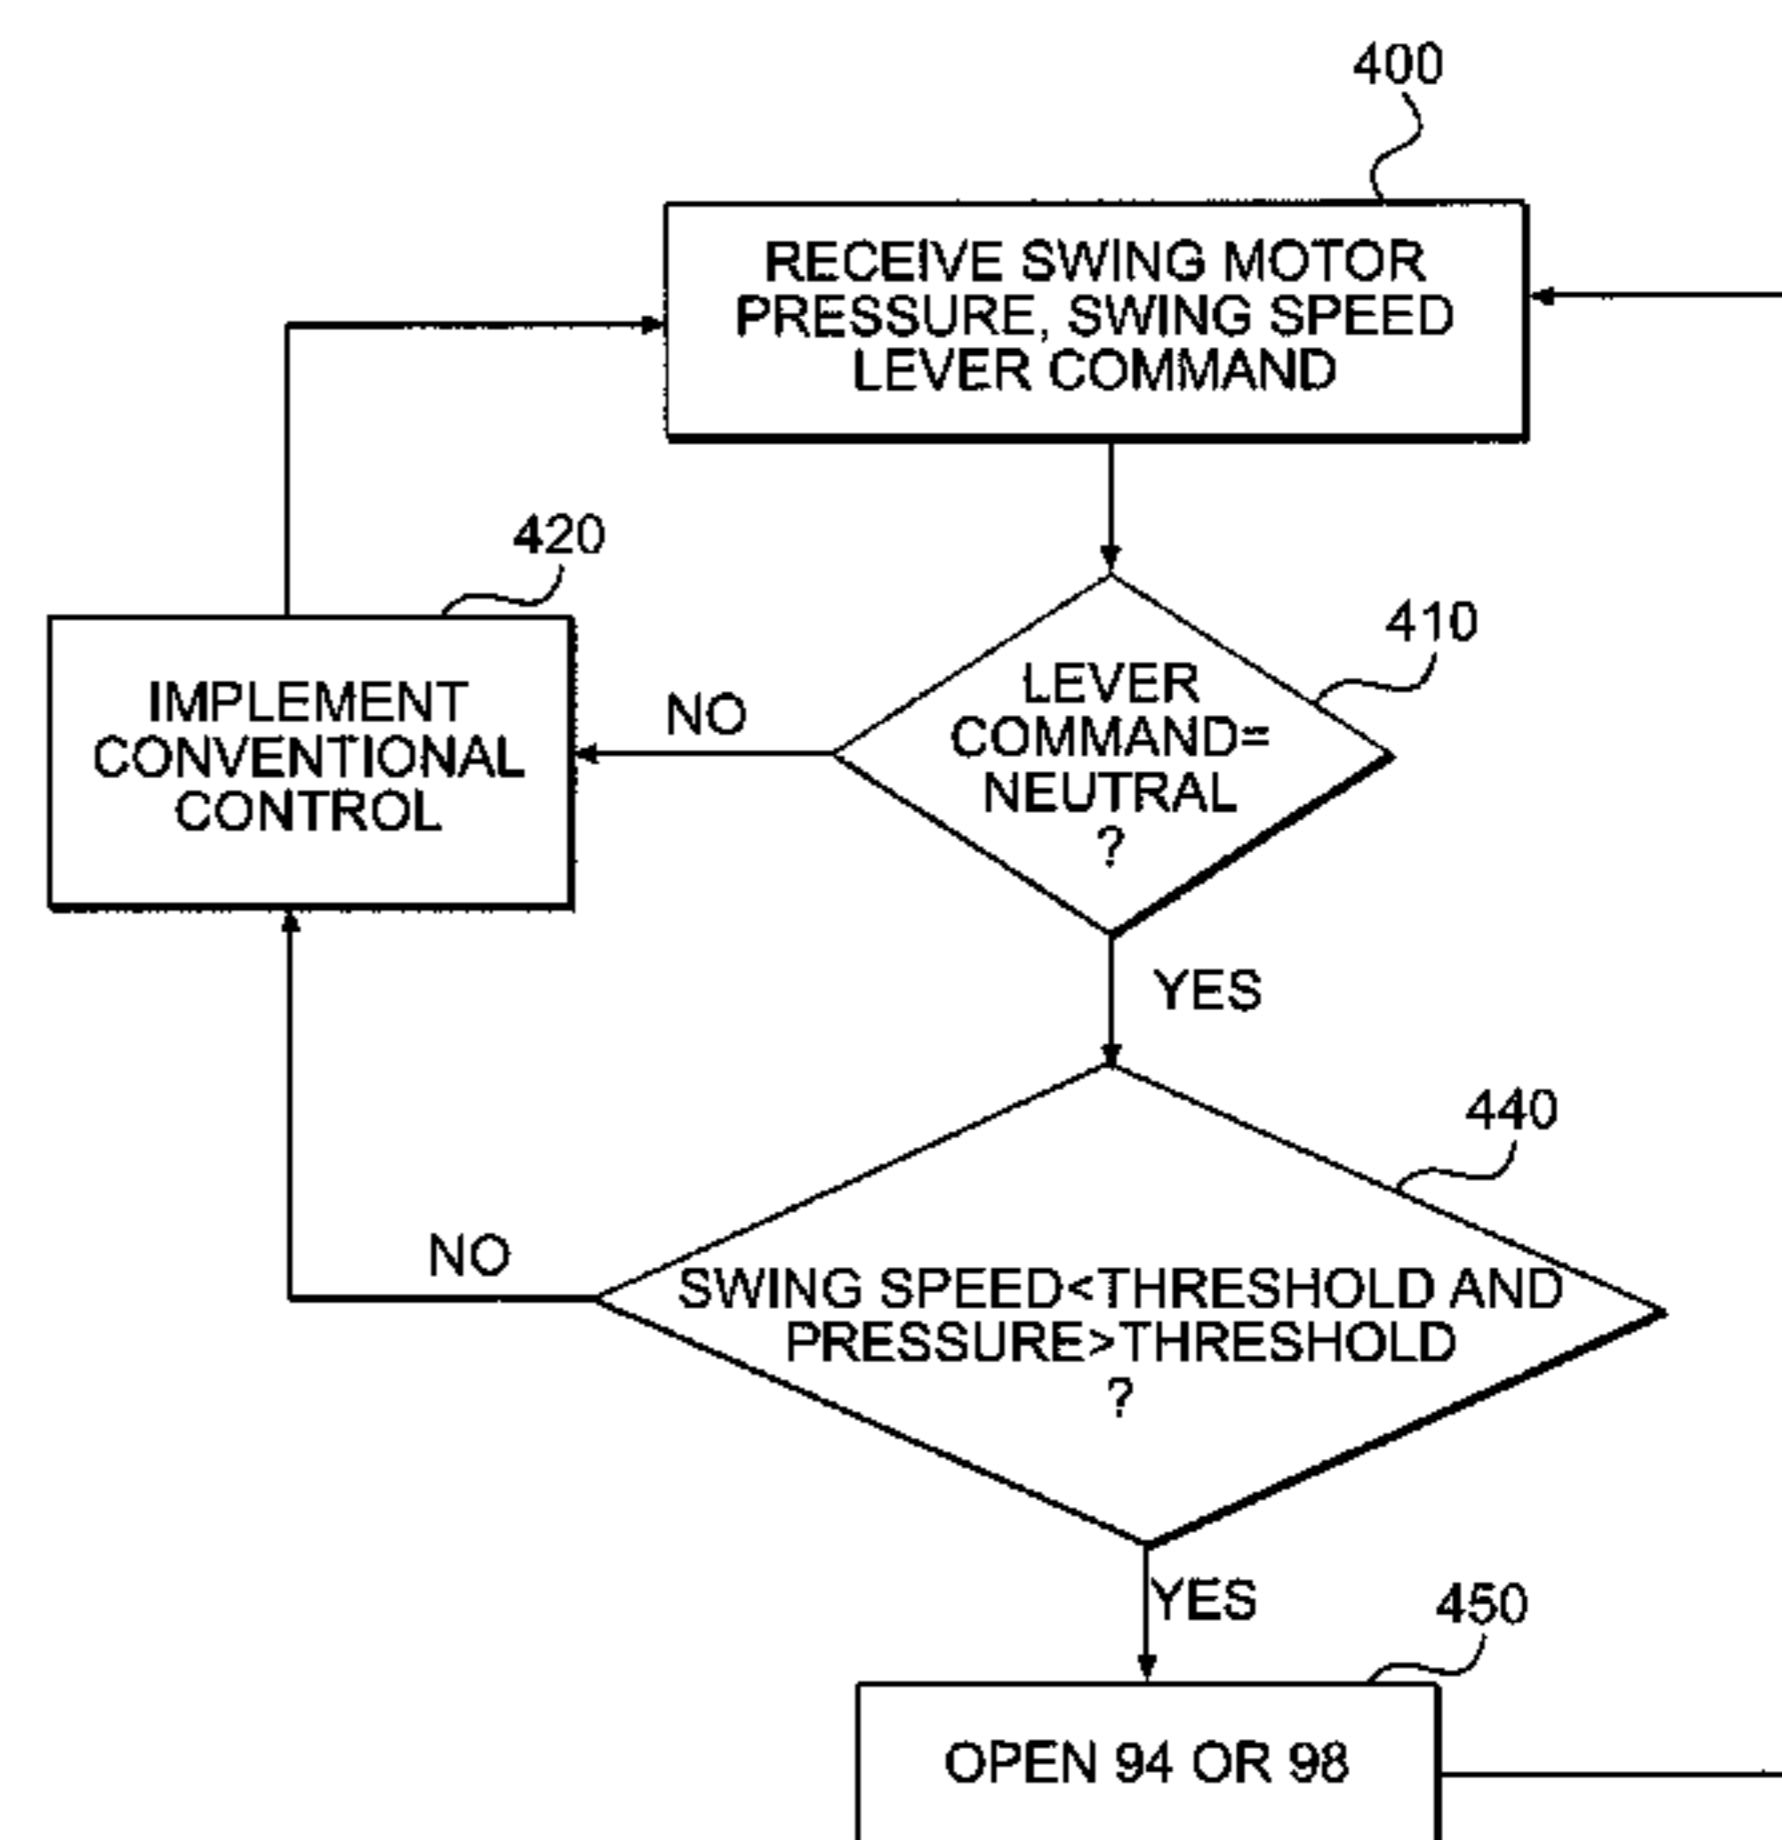 400
RECEIVE SWING MOTOR
PRESSURE, SWING SPEED
LEVER COMMAND
420
410
IMPLEMENT
CONVENTIONAL
CONTROL
NO
LEVER
COMMAND=
NEUTRAL
?
YES
440
NO
SWING SPEED<THRESHOLD AND
PRESSURE>THRESHOLD
?
YES
450
OPEN 94 OR 98